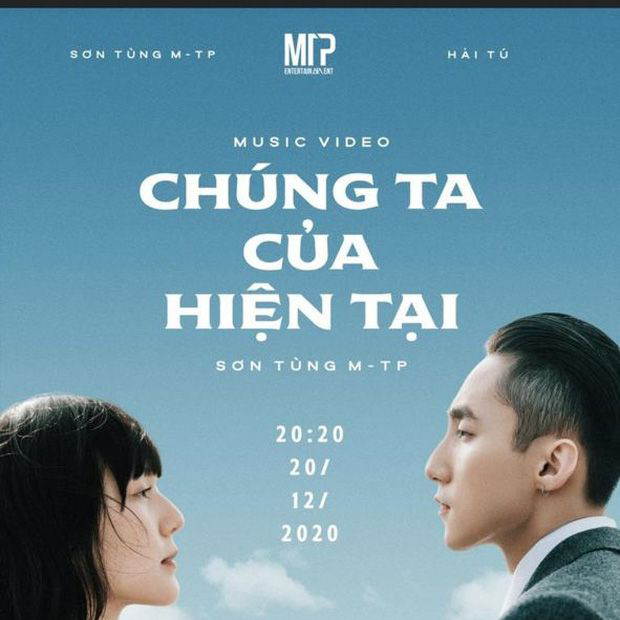 SƠN TÙNG M-TP
MTP
ENTERTAINMENT
HẢI TÚ
MUSIC VIDEO
CHÚNG TA
CỦA
HIỆN TẠI
SƠN TÙNG M-TP
20:20
20/
12/
2020